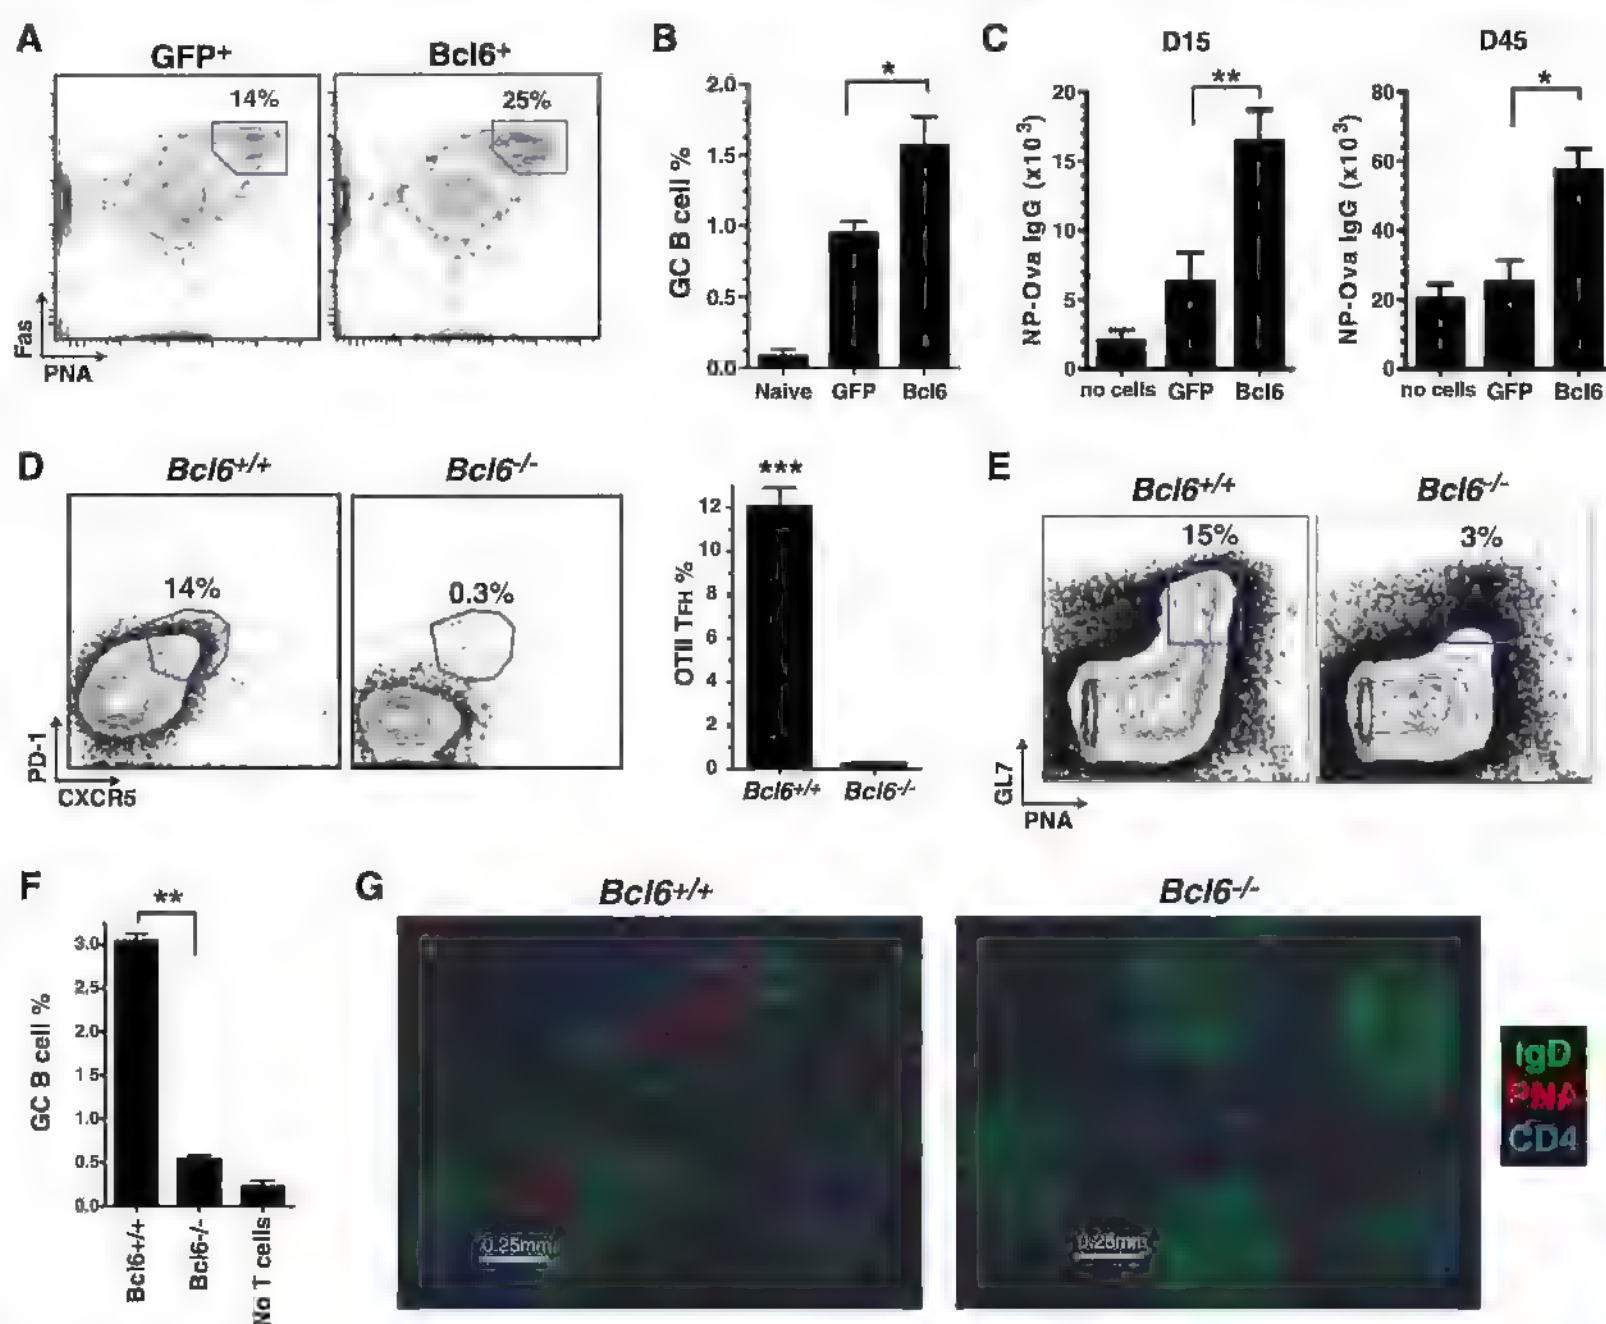 A
GFP+
Bcl6+
14%
25%
Fas
PNA
B
*
GC B cell %
2.0
1.5
1.0
0.5
0.0
Naive GFP Bcl6
C
D15
**
NP-Ova IgG (x10 3)
20
15
10
5
0
no cells GFP Bcl6
D45
*
NP-Ova IgG (x10 3)
80
60
40
20
0
no cells GFP Bcl6
D
Bcl6+/+
Bcl6-/-
14%
0.3%
PD-1
CXCR5
***
OTII TFH %
12
10
8
6
4
2
0
Bcl6+/+ Bcl6-/-
E
Bcl6+/+
Bcl6-/-
15%
3%
GL7
PNA
F
**
GC B cell %
3.0
2.5
2.0
1 5
1.0
0.5
0.0
Bcl6+/+
Bcl6-/-
No T cells
G
Bcl6+/+
Bcl6-/-
0.25mm
0.25mm
IgD
PNA
CD4